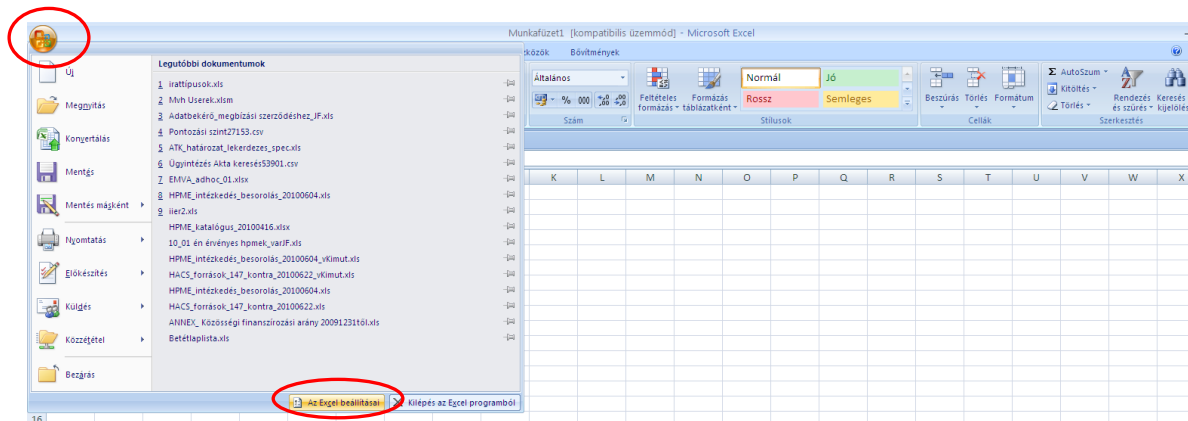 Munkafüzet1 [kompatibilis üzemmód] - Microsoft Excel
Bővítmények
Új
Megnyitás
Konvertálás
Mentés
Mentés másként
Nyomtatás
Előkészítés
Küldés
Közzététel
Bezárás
Legutóbbi dokumentumok
1 irattípusok.xls
2 Mvh Userek.xlsm
3 Adatbekérő_megbízási szerződéshez_JF.xls
4 Pontozási szint27153.csv
5 ATK_határozat_lekerdezes_spec.xls
6 Ügyintézés Akta keresés53901.csv
7 EMVA_adhoc_01.xlsx
8 HPME_intézkedés_besorolás_20100604.xls
9 iier2.xls
HPME_katalógus_20100416.xlsx
10_01 én érvényes hpmek_varJF.xls
HPME_intézkedés_besorolás_20100604_vKimut.xls
HACS_források_147_kontra_20100622_vKimut.xls
HPME_intézkedés_besorolás_20100604.xls
HACS_források_147_kontra_20100622.xls
ANNEX_ Közösségi finanszírozási arány 20091231től.xls
Betétlaplista.xls
Az Excel beállításai Kilépés az Excel programból
Általános
% 000
Szám
Feltételes formázás
Formázás táblázatként
Normál Jó
Rossz Semleges
Stílusok
Beszúrás Törlés Formátum
Cellák
Σ AutoSzum
Kitöltés
Törlés
Rendezés és szűrés
Keresés kijelölés
Szerkesztés
K L M N O P Q R S T U V W X
16